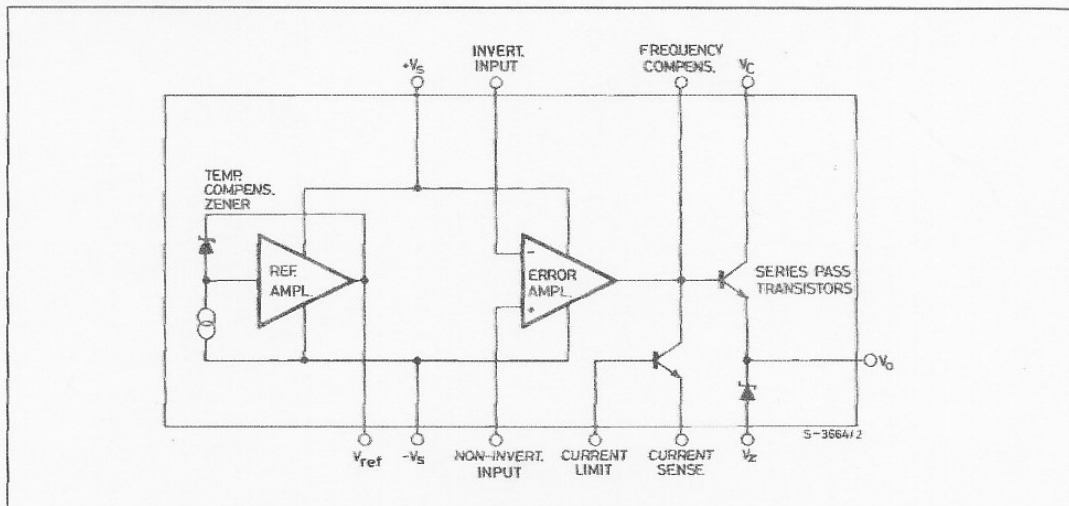 INVERT.
INPUT
FREQUENCY
COMPENS.
+Vs
VC
TEMP.
COMPENS.
ZENER
REF.
AMPL.
-
ERROR
AMPL.
+
SERIES PASS
TRANSISTORS
Vo
S-3664/2
Vref
-Vs
NON-INVERT.
INPUT
CURRENT
LIMIT
CURRENT
SENSE
Vz